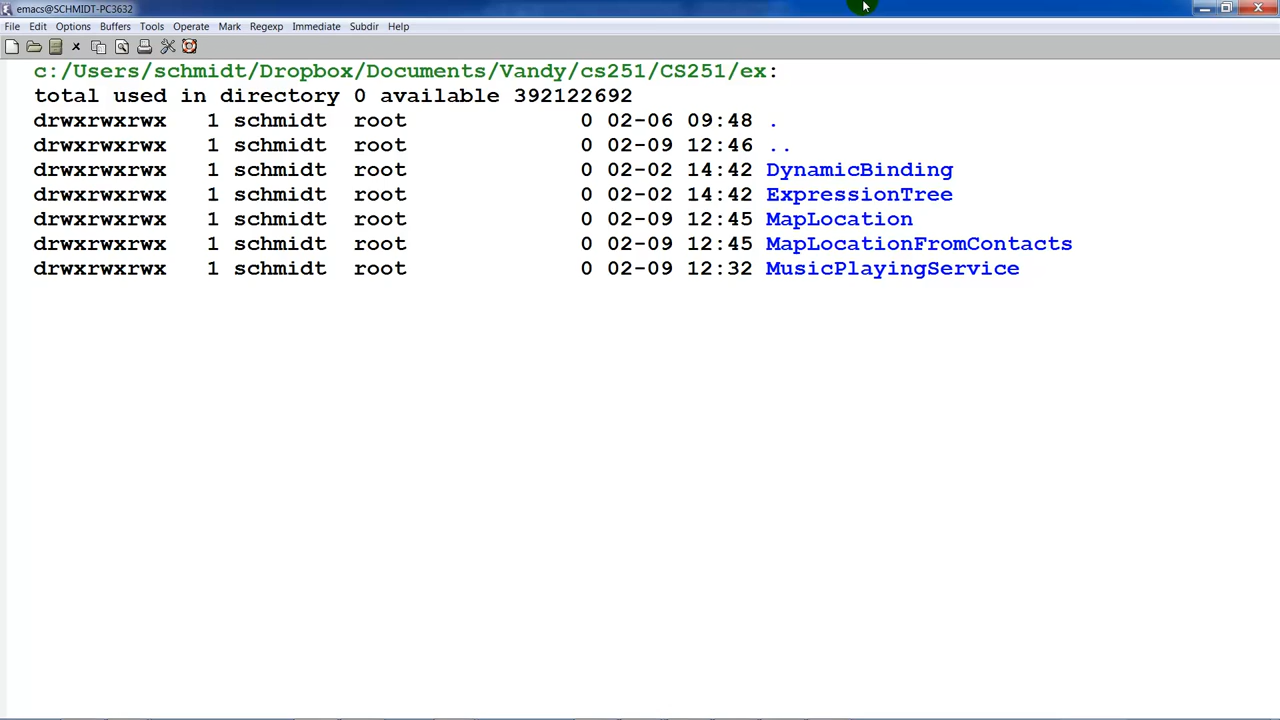 emacs@SCHMIDT-PC3632
File Edit Options Buffers Tools Operate Mark Regexp Immediate Subdir Help
c:/Users/schmidt/Dropbox/Documents/Vandy/cs251/CS251/ex:
total used in directory 0 available 392122692
drwxrwxrwx 1 schmidt root 0 02-06 09:48 .
drwxrwxrwx 1 schmidt root 0 02-09 12:46 ..
drwxrwxrwx 1 schmidt root 0 02-02 14:42 DynamicBinding
drwxrwxrwx 1 schmidt root 0 02-02 14:42 ExpressionTree
drwxrwxrwx 1 schmidt root 0 02-09 12:45 MapLocation
drwxrwxrwx 1 schmidt root 0 02-09 12:45 MapLocationFromContacts
drwxrwxrwx 1 schmidt root 0 02-09 12:32 MusicPlayingService